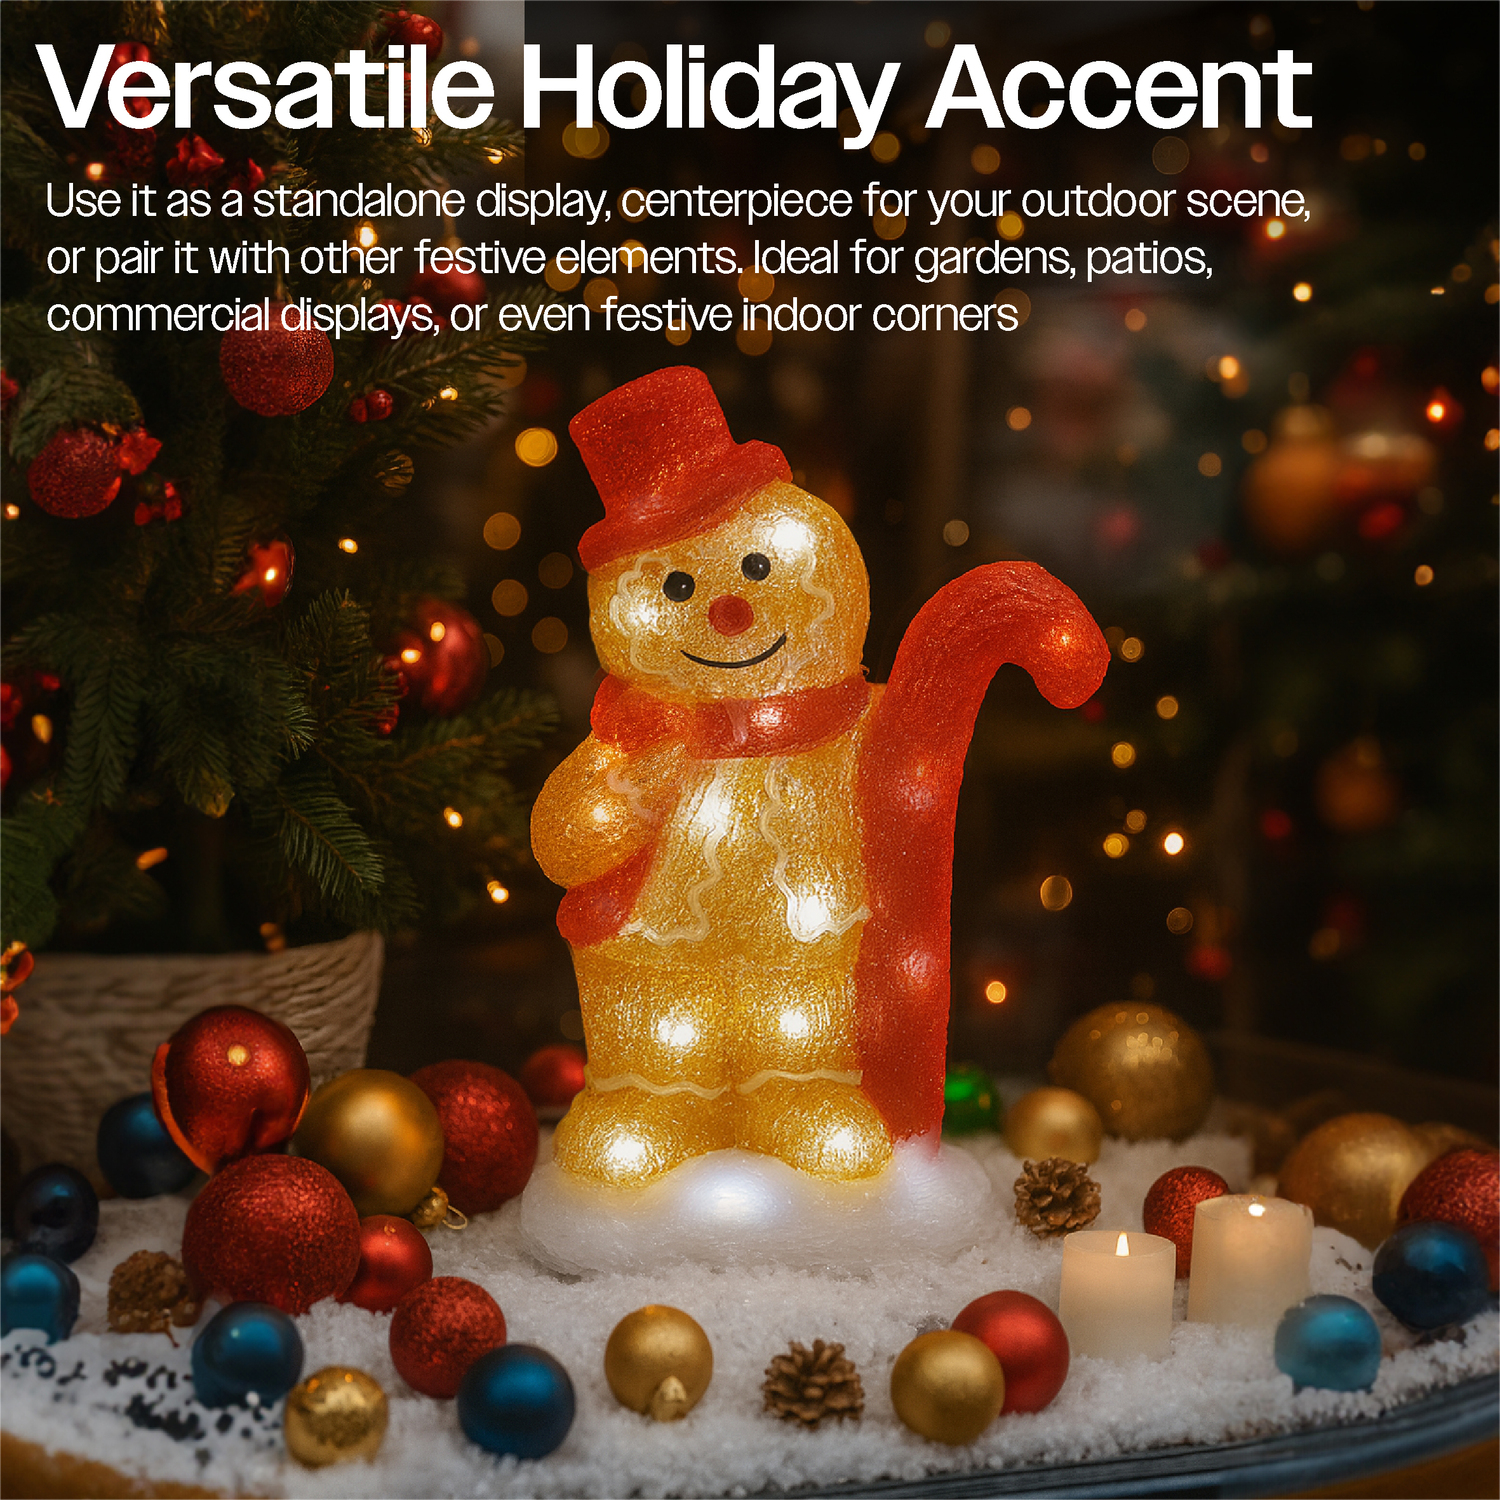 Versatile Holiday Accent
Use it as a standalone display, centerpiece for your outdoor scene,
or pair it with other festive elements. Ideal for gardens, patios,
commercial displays, or even festive indoor corners